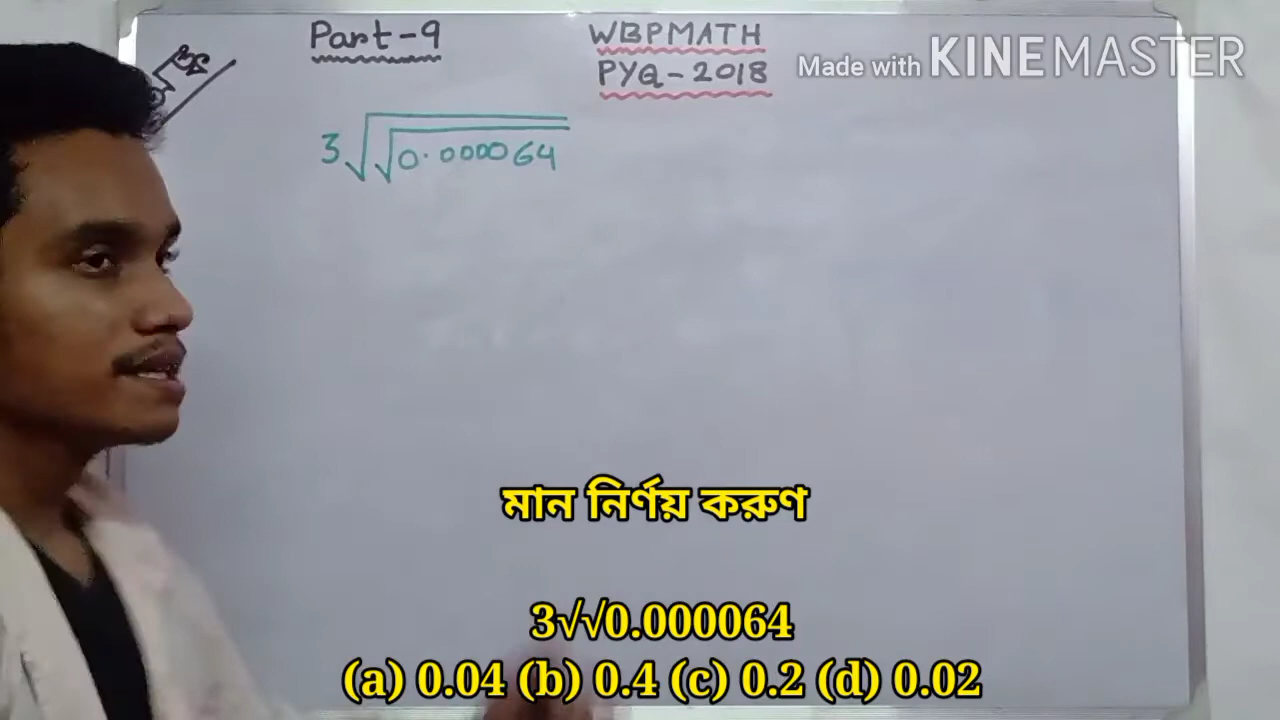 Part-9
WBPMATH
PYQ-2018
Made with KINEMASTER
3√√0.000064
মান নির্ণয় করুণ
3√√0.000064
(a) 0.04 (b) 0.4 (c) 0.2 (d) 0.02